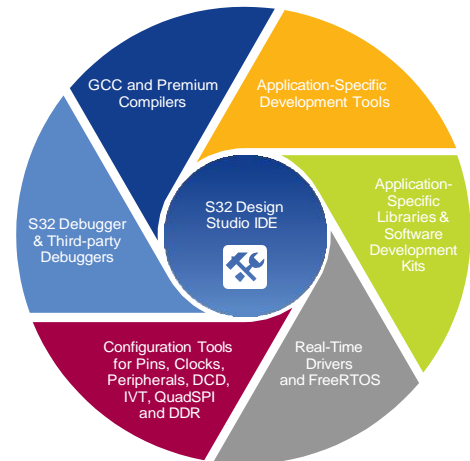 GCC and Premium
Compilers
Application-Specific
Development Tools
Application-
Specific
Libraries &
Software
Development
Kits
Real-Time
Drivers
and FreeRTOS
Configuration Tools
for Pins, Clocks,
Peripherals, DCD,
IVT, QuadSPI
and DDR
S32 Debugger
& Third-party
Debuggers
S32 Design
Studio IDE